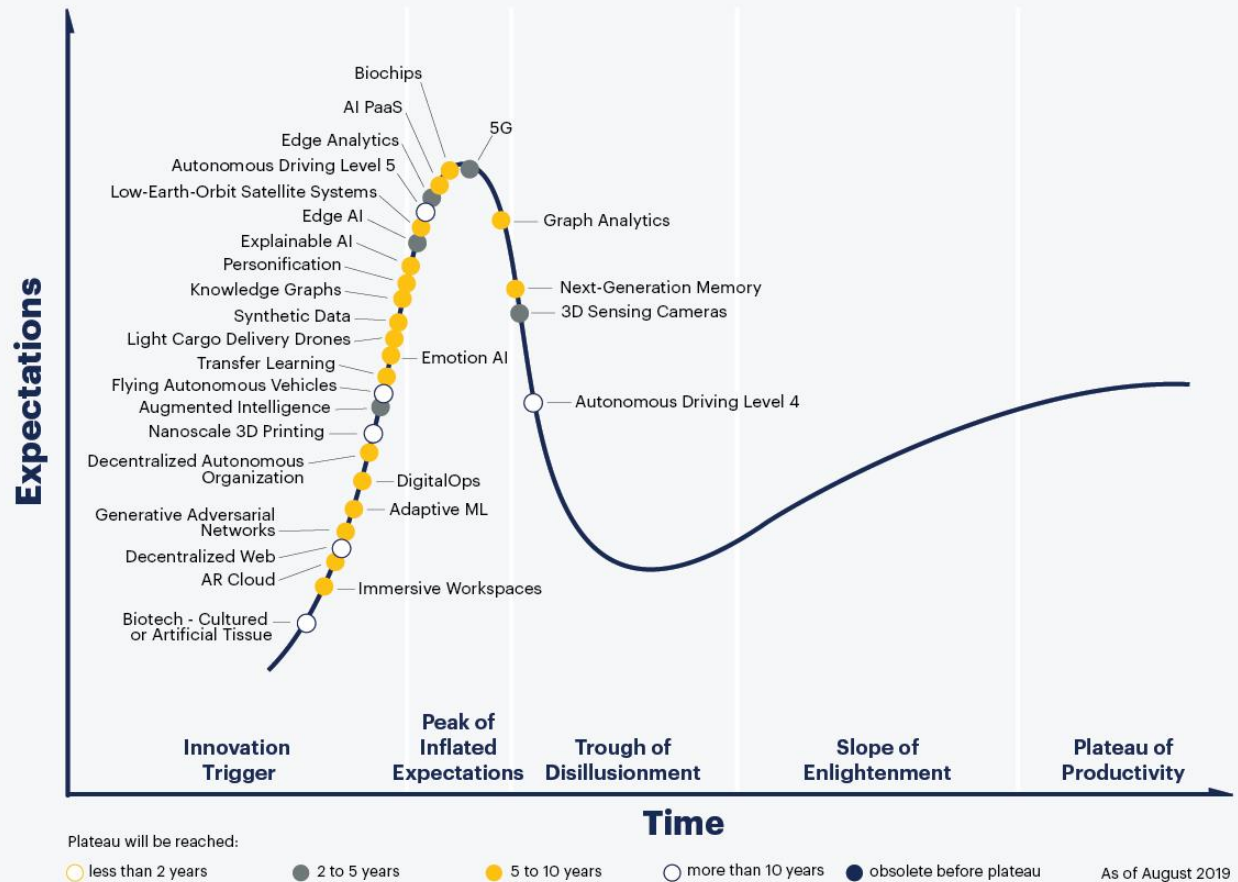 Biochips
AI PaaS
5G
Edge Analytics
Autonomous Driving Level 5
Low-Earth-Orbit Satellite Systems
Edge AI
Graph Analytics
Explainable AI
Personification
Knowledge Graphs
Next-Generation Memory
Synthetic Data
3D Sensing Cameras
Light Cargo Delivery Drones
Emotion AI
Transfer Learning
Flying Autonomous Vehicles
Augmented Intelligence
Autonomous Driving Level 4
Nanoscale 3D Printing
Decentralized Autonomous
Organization
DigitalOps
Adaptive ML
Generative Adversarial
Networks
Decentralized Web
AR Cloud
Immersive Workspaces
Biotech - Cultured
or Artificial Tissue
Expectations
Innovation
Trigger
Peak of
Inflated
Expectations
Trough of
Disillusionment
Slope of
Enlightenment
Plateau of
Productivity
Time
Plateau will be reached:
less than 2 years
2 to 5 years
5 to 10 years
more than 10 years
obsolete before plateau
As of August 2019